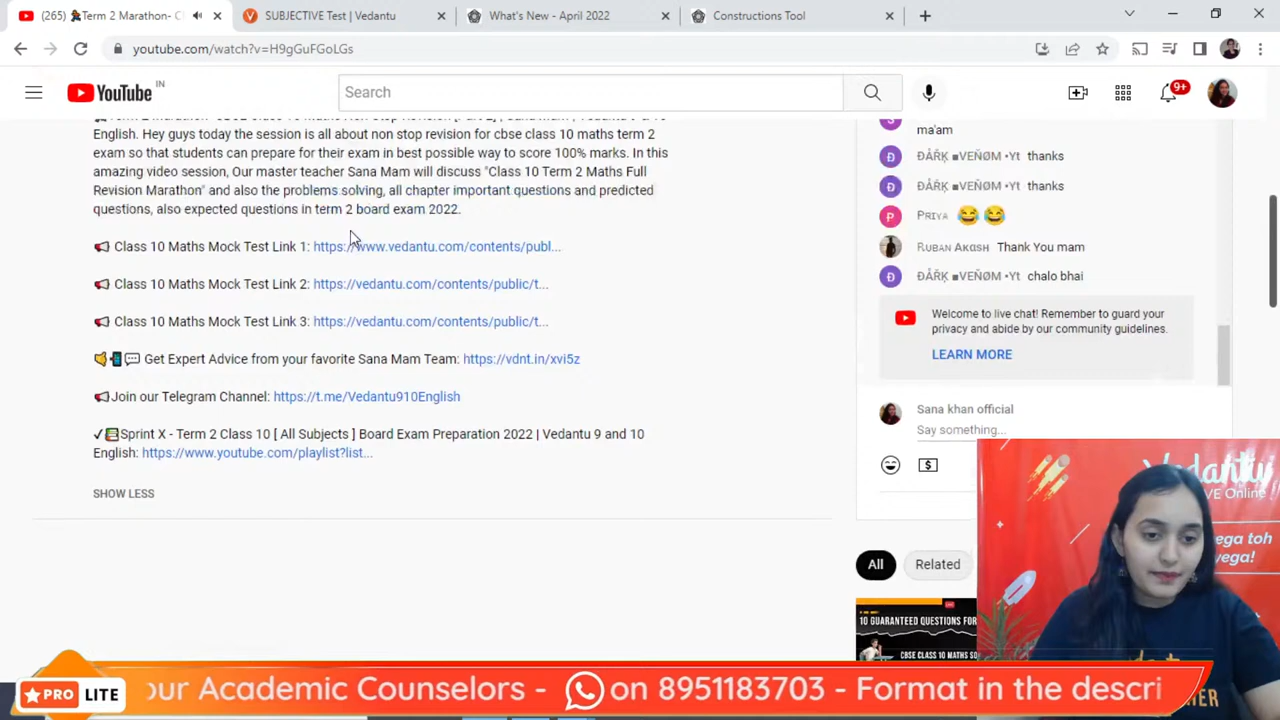 (265) Term 2 Marathon- C
SUBJECTIVE Test | Vedantu
What's New - April 2022
Constructions Tool
youtube.com/watch?v=H9gGuFGoLGs
YouTube IN
Search
9+
English. Hey guys today the session is all about non stop revision for cbse class 10 maths term 2
exam so that students can prepare for their exam in best possible way to score 100% marks. In this
amazing video session, Our master teacher Sana Mam will discuss "Class 10 Term 2 Maths Full
Revision Marathon" and also the problems solving, all chapter important questions and predicted
questions, also expected questions in term 2 board exam 2022.
Class 10 Maths Mock Test Link 1: https://www.vedantu.com/contents/publ...
Class 10 Maths Mock Test Link 2: https://vedantu.com/contents/public/t...
Class 10 Maths Mock Test Link 3: https://vedantu.com/contents/public/t...
Get Expert Advice from your favorite Sana Mam Team: https://vdnt.in/xvi5z
Join our Telegram Channel: https://t.me/Vedantu910English
Sprint X - Term 2 Class 10 [ All Subjects ] Board Exam Preparation 2022 | Vedantu 9 and 10
English: https://www.youtube.com/playlist?list...
SHOW LESS
ma'am
ĐÅŘĶ ■VEŇØM •Yt thanks
ĐÅŘĶ ■VEŇØM •Yt thanks
Priya
Ruban Akash Thank You mam
ĐÅŘĶ ■VEŇØM •Yt chalo bhai
Welcome to live chat! Remember to guard your
privacy and abide by our community guidelines.
LEARN MORE
Sana khan official
Say something...
All
Related
10 GUARANTEED QUESTIONS FOR
CBSE CLASS 10 MATHS
Vedantu
VE Online
ega toh
yega!
PRO LITE
our Academic Counselors - on 8951183703 - Format in the descri